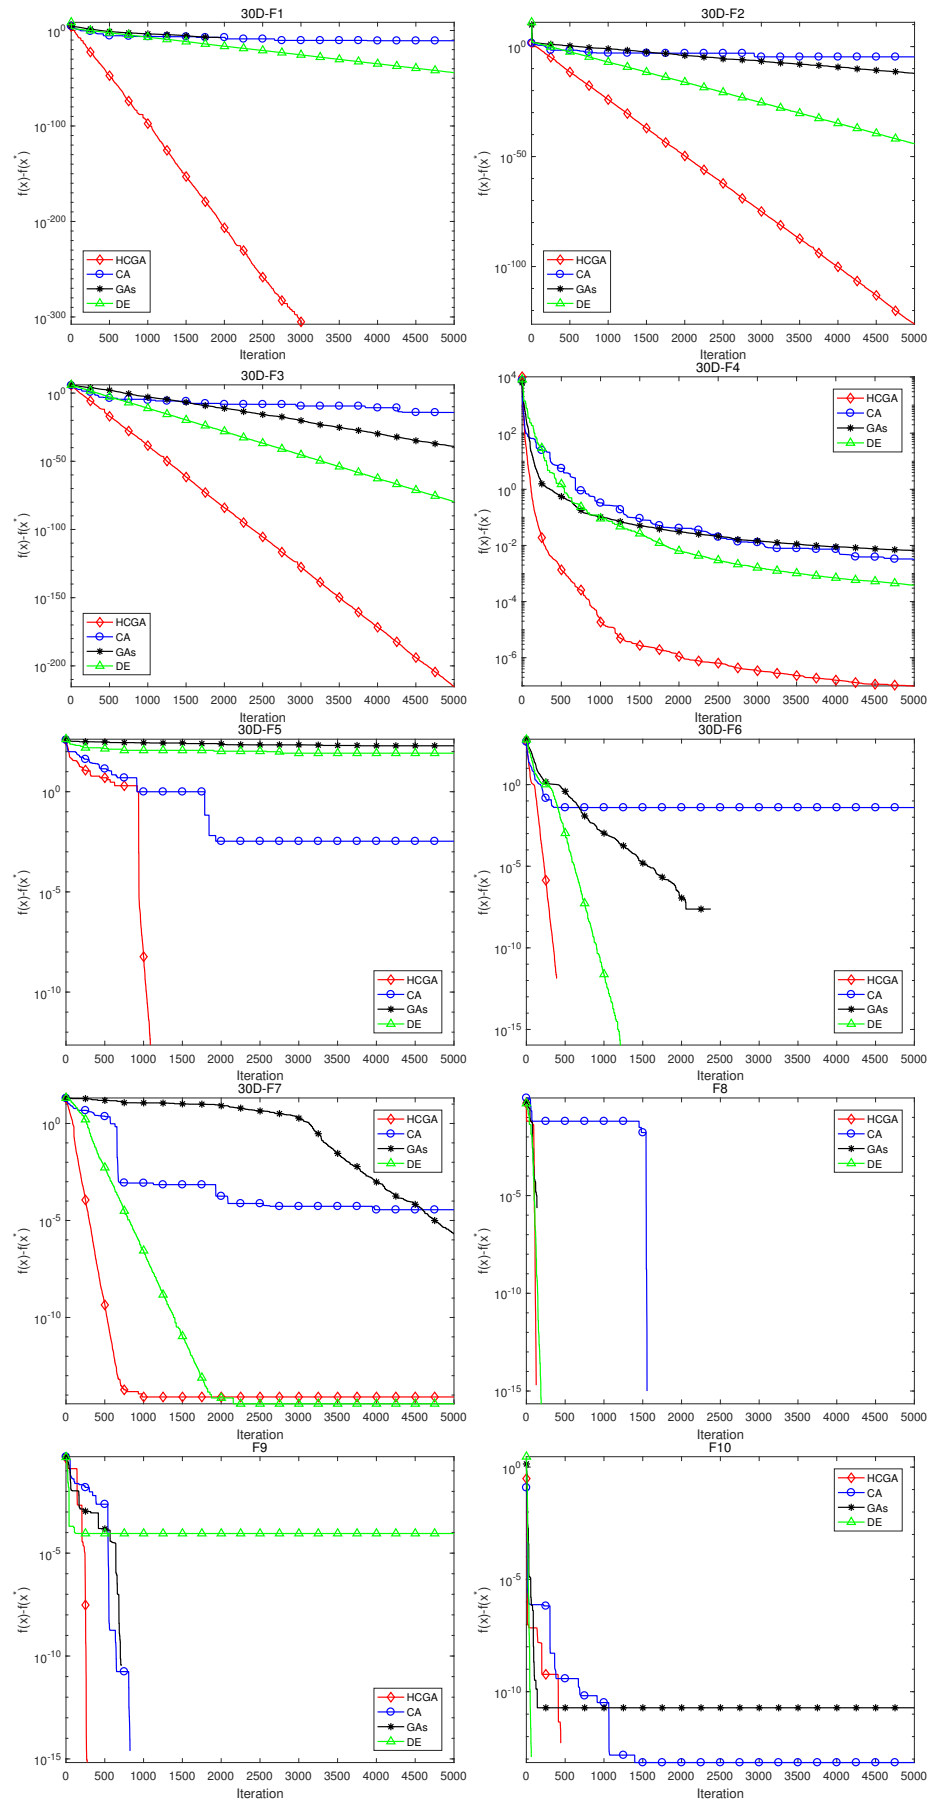 30D-F1
10^0
10^-100
10^-200
10^-300
f(x)-f(x^*)
HCGA
CA
GAs
DE
0 500 1000 1500 2000 2500 3000 3500 4000 4500 5000
Iteration
30D-F2
10^0
10^-50
10^-100
f(x)-f(x^*)
HCGA
CA
GAs
DE
0 500 1000 1500 2000 2500 3000 3500 4000 4500 5000
Iteration
30D-F3
10^0
10^-50
10^-100
10^-150
10^-200
f(x)-f(x^*)
HCGA
CA
GAs
DE
0 500 1000 1500 2000 2500 3000 3500 4000 4500 5000
Iteration
30D-F4
10^4
10^2
10^0
10^-2
10^-4
10^-6
f(x)-f(x^*)
HCGA
CA
GAs
DE
0 500 1000 1500 2000 2500 3000 3500 4000 4500 5000
Iteration
30D-F5
10^0
10^-5
10^-10
f(x)-f(x^*)
HCGA
CA
GAs
DE
0 500 1000 1500 2000 2500 3000 3500 4000 4500 5000
Iteration
30D-F6
10^0
10^-5
10^-10
10^-15
f(x)-f(x^*)
HCGA
CA
GAs
DE
0 500 1000 1500 2000 2500 3000 3500 4000 4500 5000
Iteration
30D-F7
10^0
10^-5
10^-10
f(x)-f(x^*)
HCGA
CA
GAs
DE
0 500 1000 1500 2000 2500 3000 3500 4000 4500 5000
Iteration
F8
10^-5
10^-10
10^-15
f(x)-f(x^*)
HCGA
CA
GAs
DE
0 500 1000 1500 2000 2500 3000 3500 4000 4500 5000
Iteration
F9
10^-5
10^-10
10^-15
f(x)-f(x^*)
HCGA
CA
GAs
DE
0 500 1000 1500 2000 2500 3000 3500 4000 4500 5000
Iteration
F10
10^0
10^-5
10^-10
f(x)-f(x^*)
HCGA
CA
GAs
DE
0 500 1000 1500 2000 2500 3000 3500 4000 4500 5000
Iteration